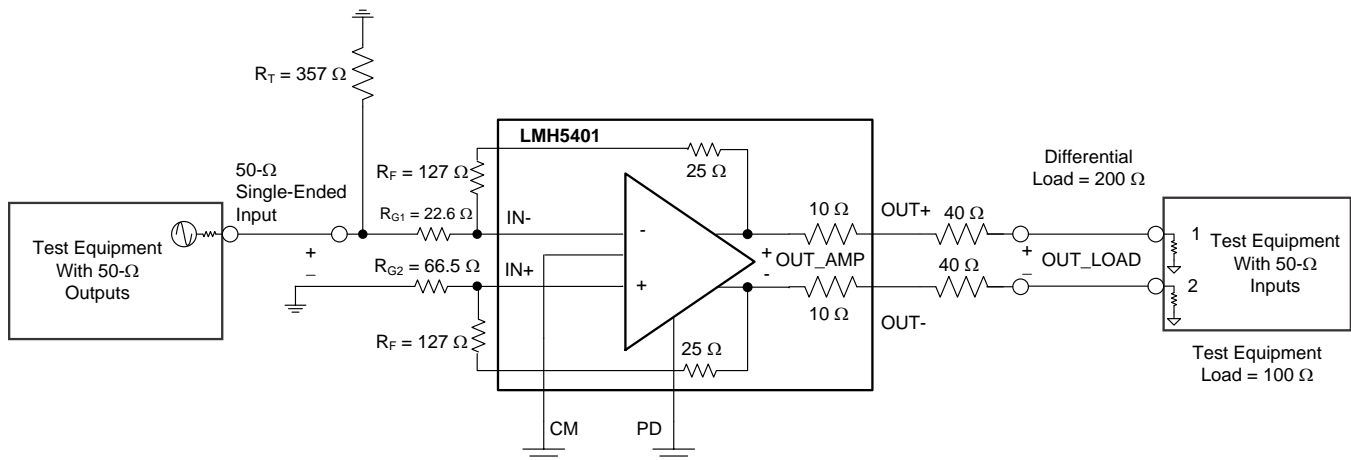 R_T = 357 Ω
LMH5401
25 Ω
R_F = 127 Ω
50-Ω
Single-Ended
Input
R_G1 = 22.6 Ω
IN-
-
10 Ω
OUT+
40 Ω
Differential
Load = 200 Ω
1
Test Equipment
With 50-Ω
Outputs
+
–
R_G2 = 66.5 Ω
IN+
+
+
-
OUT_AMP
+
–
OUT_LOAD
Test Equipment
With 50-Ω
Inputs
2
40 Ω
10 Ω
OUT-
R_F = 127 Ω
25 Ω
Test Equipment
Load = 100 Ω
CM
PD